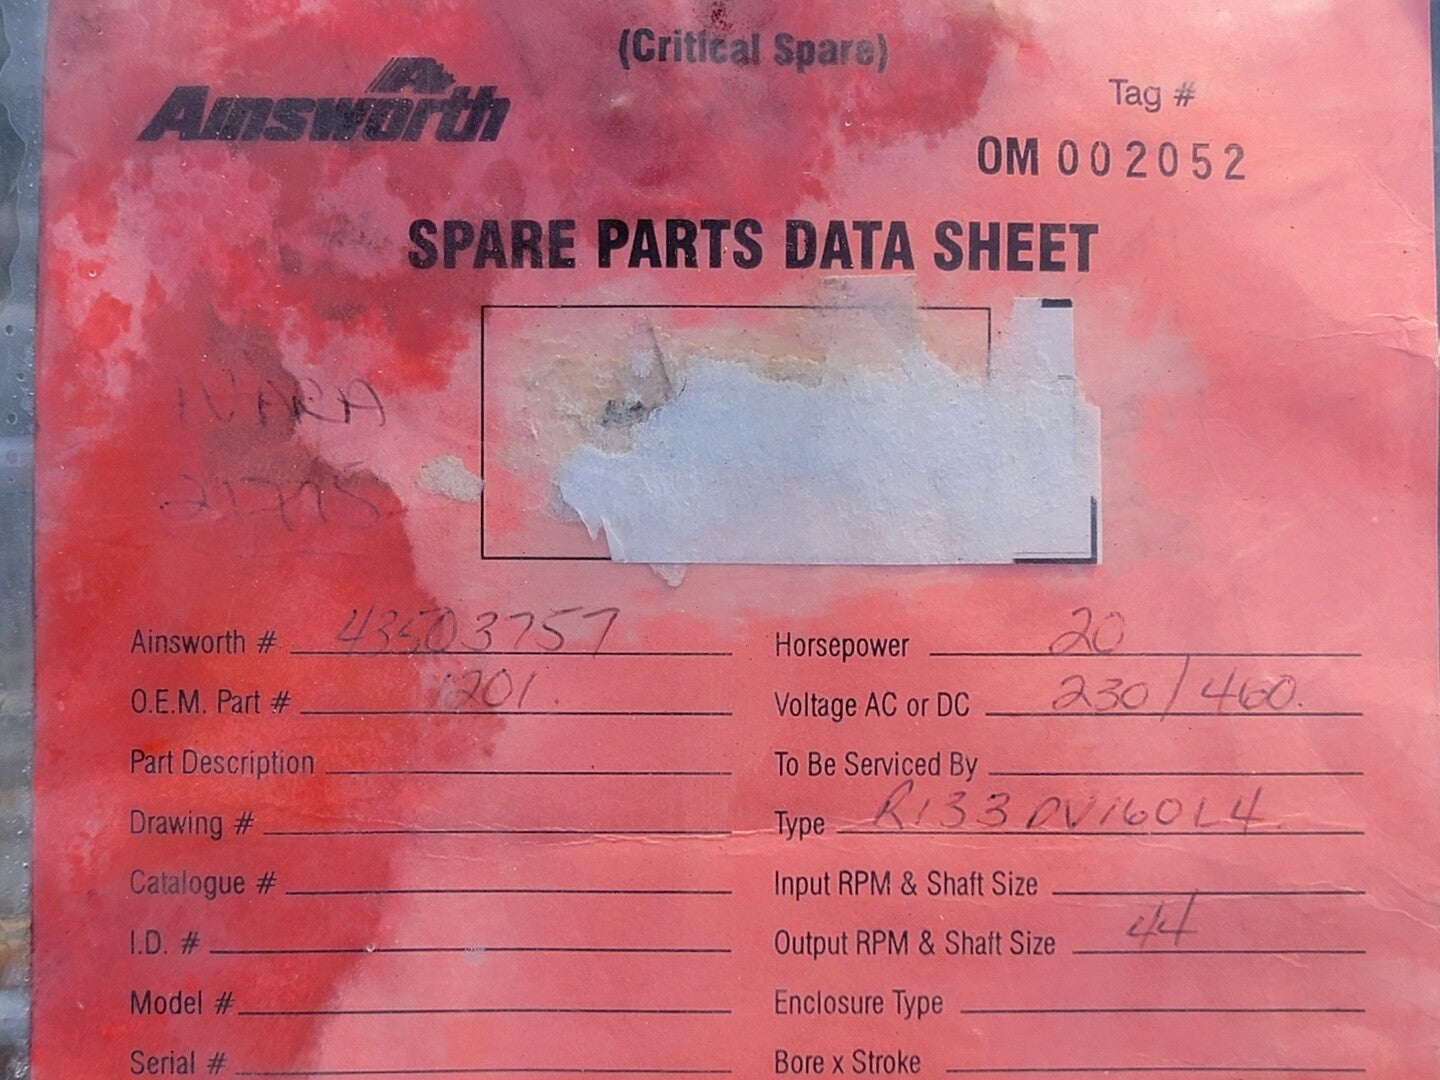 (Critical Spare)
Ainsworth
Tag #
OM 002052
SPARE PARTS DATA SHEET
IVARA
21775
Ainsworth # 43503757
Horsepower 20
O.E.M. Part # 1201.
Voltage AC or DC 230/460.
Part Description
To Be Serviced By
Drawing #
Type R133DV160L4.
Catalogue #
Input RPM & Shaft Size
I.D. #
Output RPM & Shaft Size 44
Model #
Enclosure Type
Serial #
Bore x Stroke